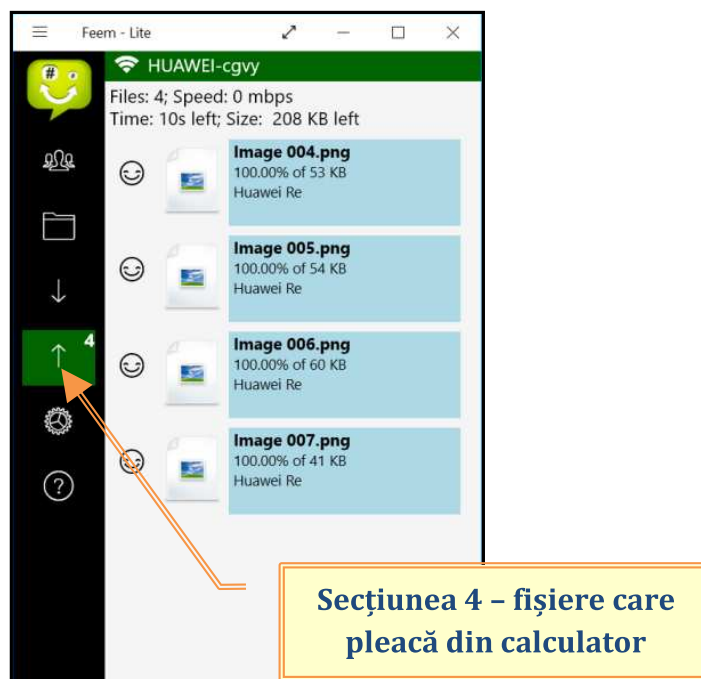 Feem - Lite
#
HUAWEI-cgvy
Files: 4; Speed: 0 mbps
Time: 10s left; Size: 208 KB left
Image 004.png
100.00% of 53 KB
Huawei Re
Image 005.png
100.00% of 54 KB
Huawei Re
4
Image 006.png
100.00% of 60 KB
Huawei Re
Image 007.png
100.00% of 41 KB
Huawei Re
?
Secțiunea 4 – fișiere care
pleacă din calculator